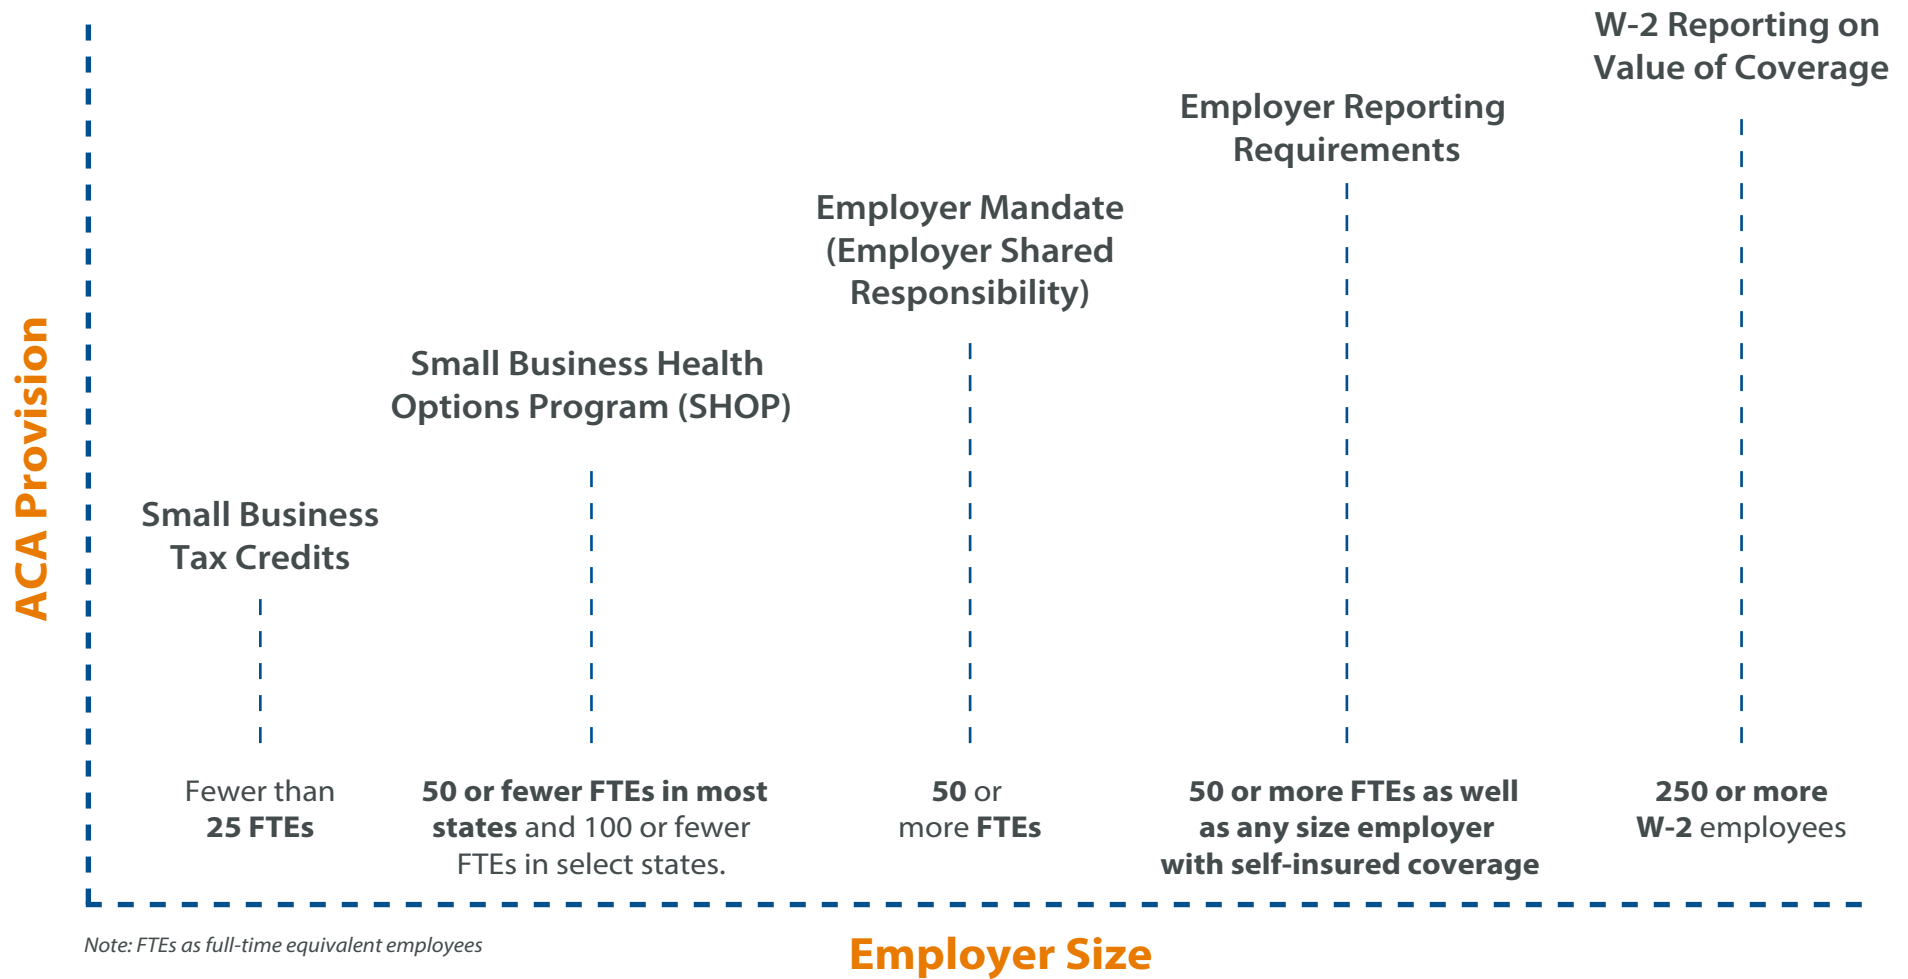 ACA Provision
Small Business
Tax Credits
Fewer than
25 FTEs
Small Business Health
Options Program (SHOP)
50 or fewer FTEs in most
states and 100 or fewer
FTEs in select states.
Employer Mandate
(Employer Shared
Responsibility)
50 or
more FTEs
Employer Reporting
Requirements
50 or more FTEs as well
as any size employer
with self-insured coverage
W-2 Reporting on
Value of Coverage
250 or more
W-2 employees
Note: FTEs as full-time equivalent employees
Employer Size